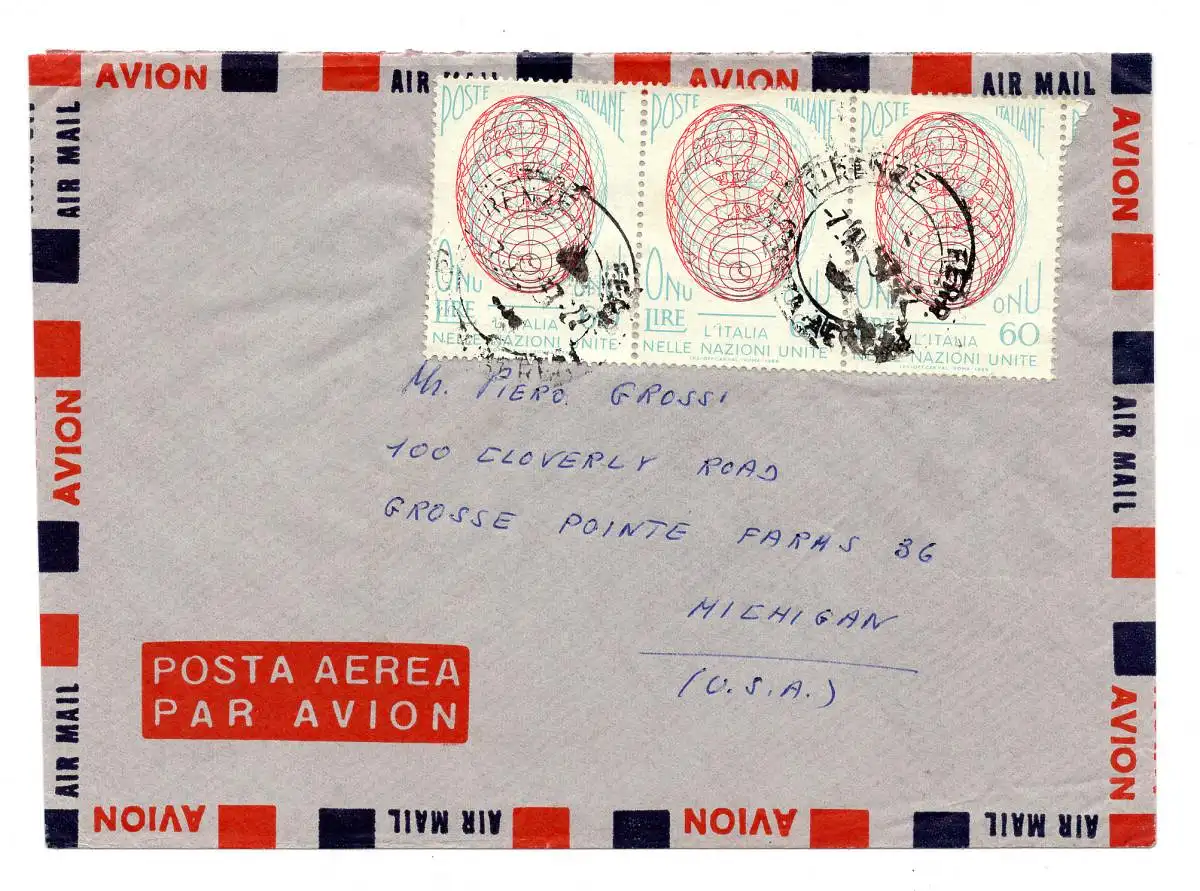 AVION AIR MAIL AVION AIR MAIL
POSTE ITALIANE POSTE ITALIANE POSTE ITALIANE
ONU ONU ONU ONU
LIRE LIRE 60
L'ITALIA L'ITALIA L'ITALIA
NELLE NAZIONI UNITE NELLE NAZIONI UNITE NELLE NAZIONI UNITE
FIRENZE
FERR
Mr. PIERO GROSSI
100 CLOVERLY ROAD
GROSSE POINTE FARMS 36
MICHIGAN
(U.S.A.)
POSTA AEREA
PAR AVION
AIR MAIL
AVION
AIR MAIL
AVION
AIR MAIL
AVION
AVION AIR MAIL AVION AIR MAIL